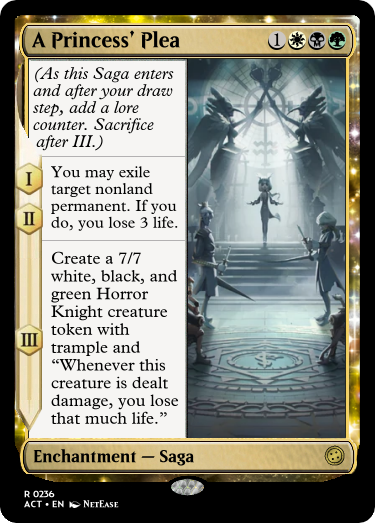 A Princess' Plea 1
(As this Saga enters
and after your draw
step, add a lore
counter. Sacrifice
after III.)
I
You may exile
target nonland
permanent. If you
do, you lose 3 life.
II
Create a 7/7
white, black, and
green Horror
Knight creature
token with
trample and
“Whenever this
creature is dealt
damage, you lose
that much life.”
III
Enchantment — Saga
R 0236
ACT • EN NETEASE